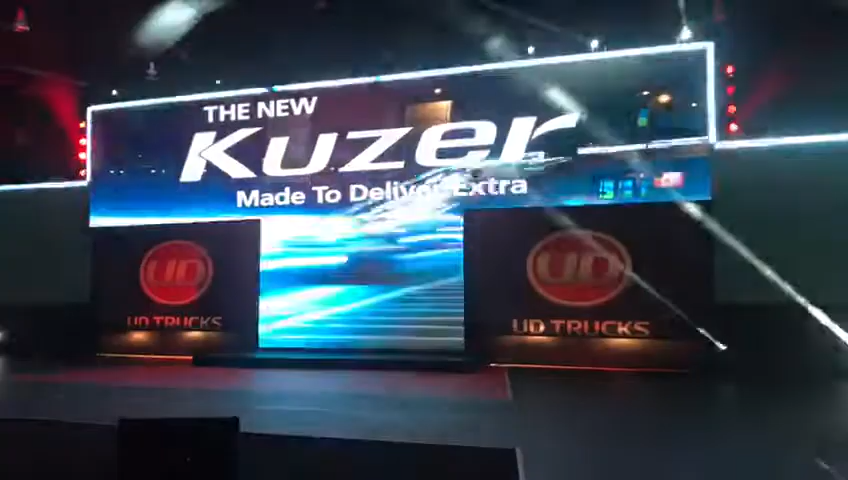 THE NEW
KUZER
Made To Deliver Extra
UD
UD TRUCKS
UD
UD TRUCKS